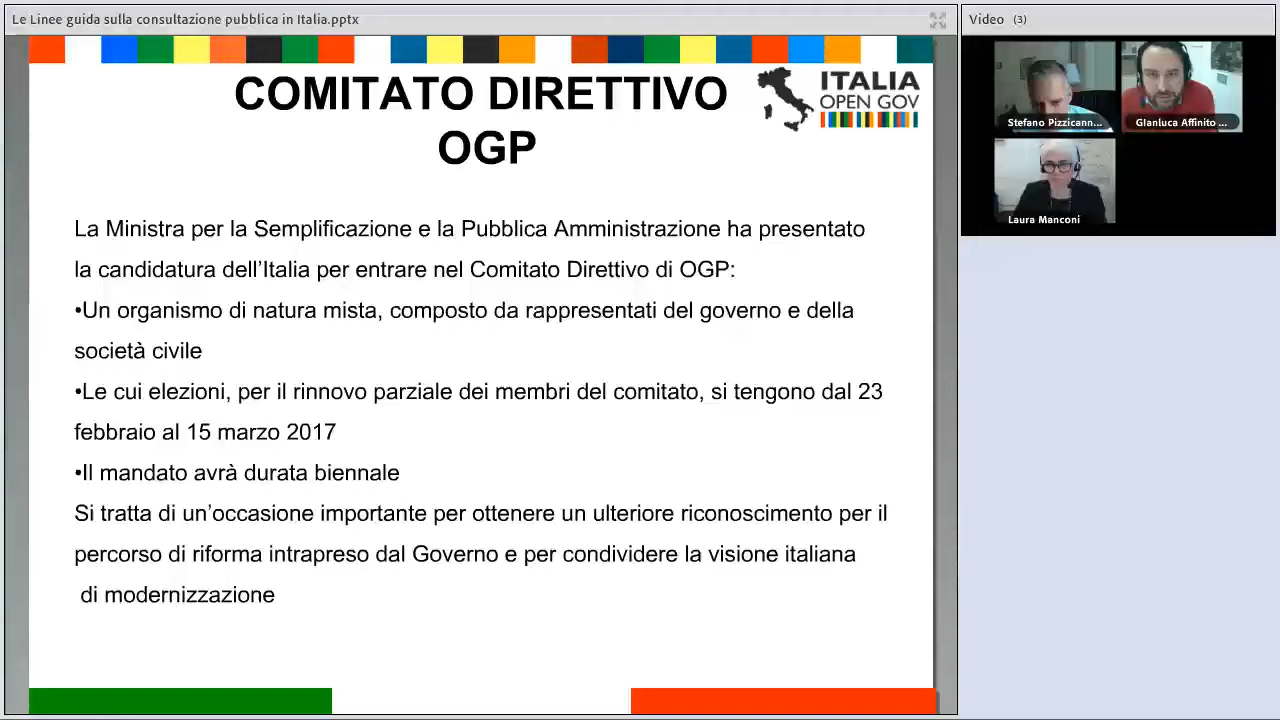 Le Linee guida sulla consultazione pubblica in Italia.pptx
Video (3)
COMITATO DIRETTIVO
OGP
ITALIA
OPEN GOV
Stefano Pizzicann...
Gianluca Affinito ...
Laura Manconi
La Ministra per la Semplificazione e la Pubblica Amministrazione ha presentato
la candidatura dell'Italia per entrare nel Comitato Direttivo di OGP:
•Un organismo di natura mista, composto da rappresentati del governo e della
società civile
•Le cui elezioni, per il rinnovo parziale dei membri del comitato, si tengono dal 23
febbraio al 15 marzo 2017
•Il mandato avrà durata biennale
Si tratta di un'occasione importante per ottenere un ulteriore riconoscimento per il
percorso di riforma intrapreso dal Governo e per condividere la visione italiana
di modernizzazione